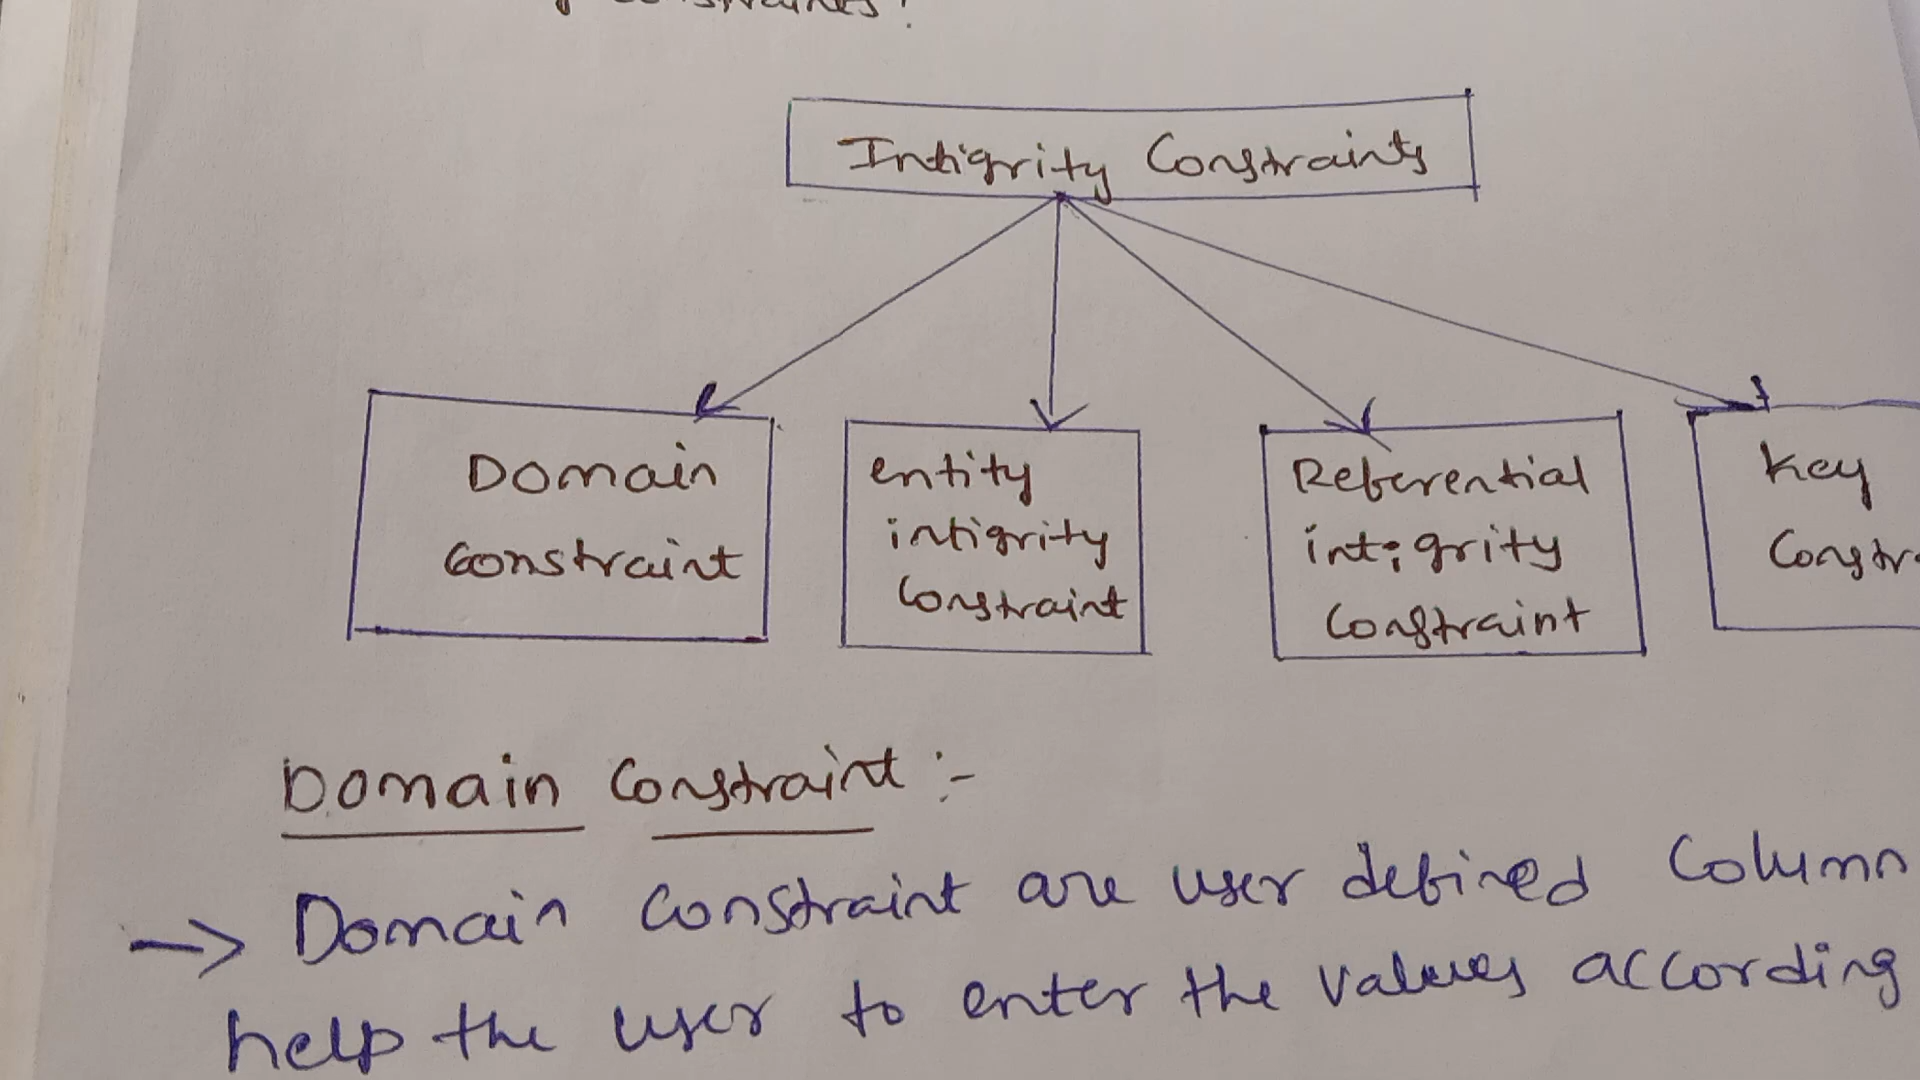 Constraints:
Intigrity Constraints
Domain
Constraint
entity
intigrity
Constraint
Referential
intigrity
Constraint
Key
Domain Constraint :-
→ Domain Constraint are user defined Column
help the user to enter the values according